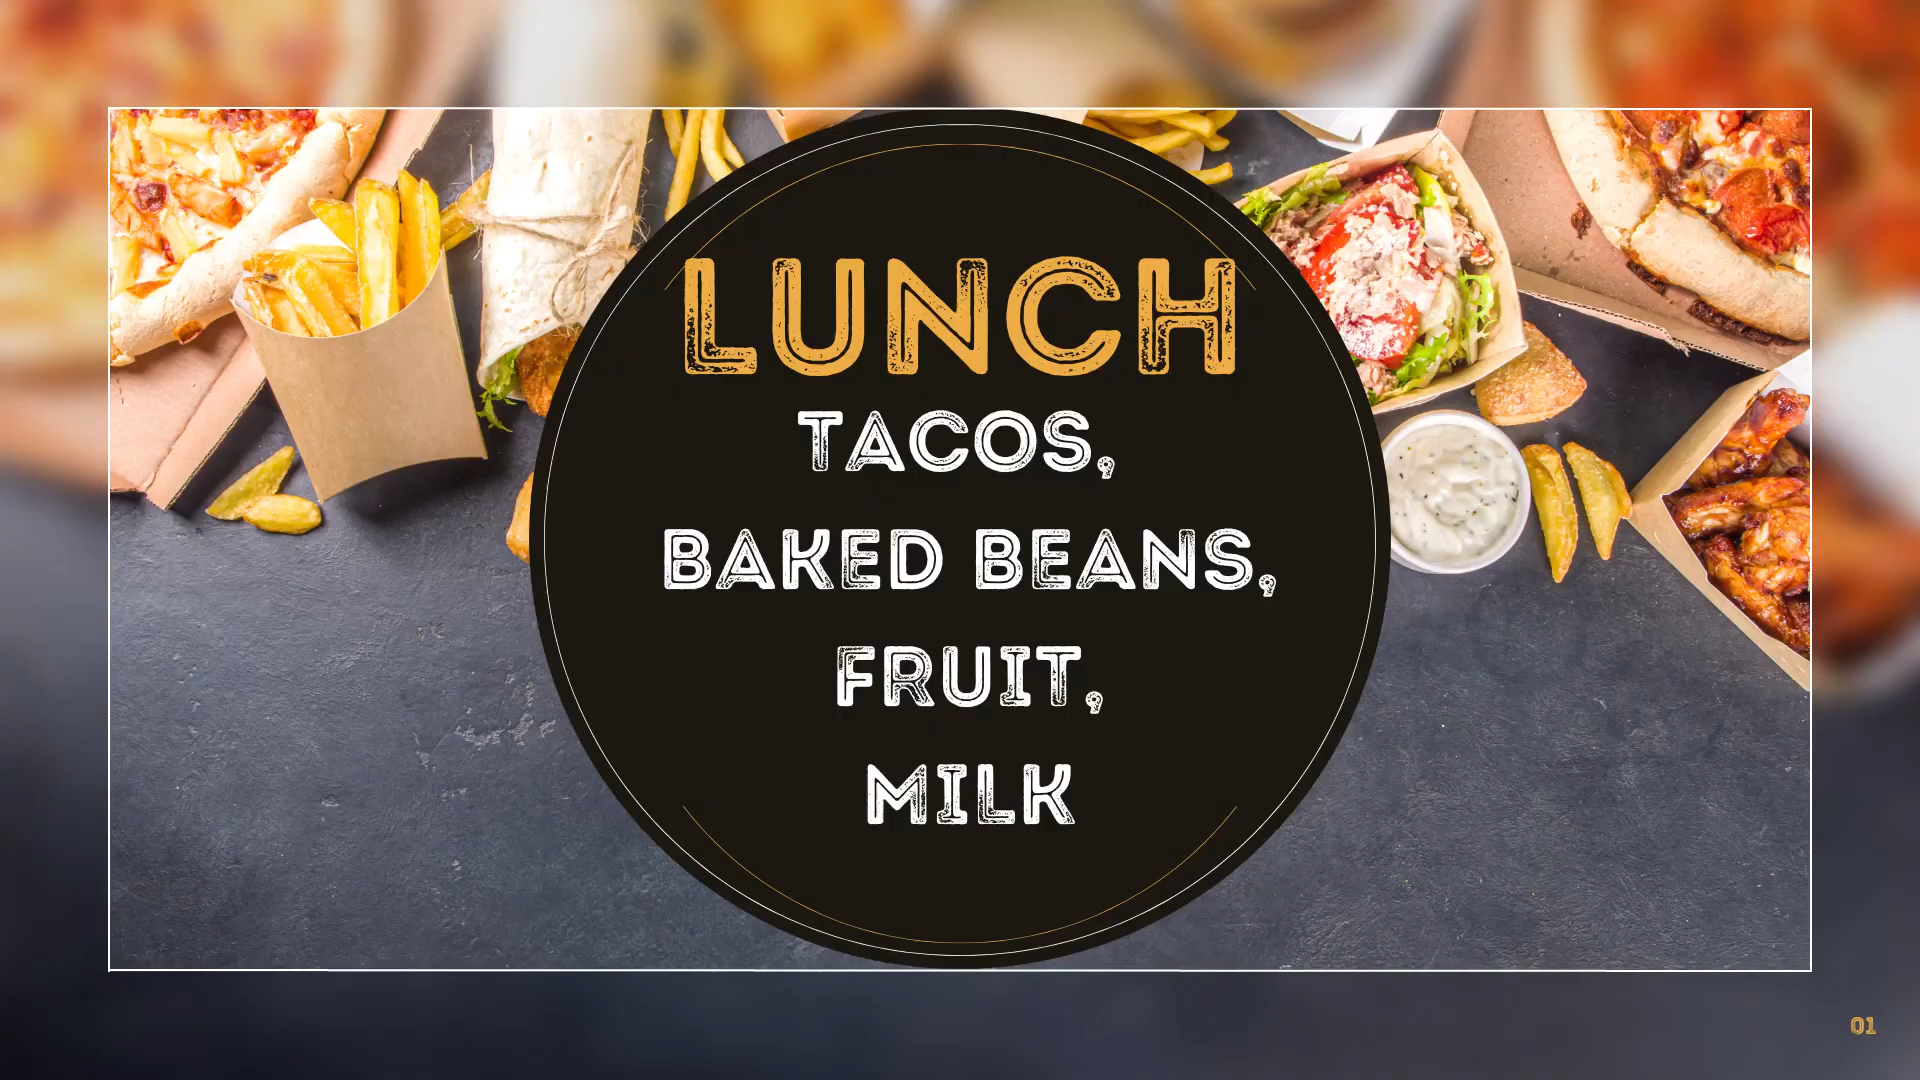 LUNCH
TACOS,
BAKED BEANS,
FRUIT,
MILK
01